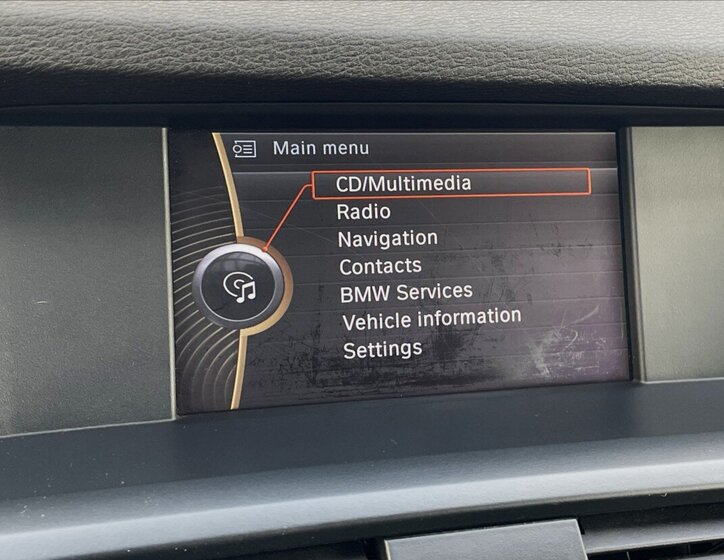 Main menu
CD/Multimedia
Radio
Navigation
Contacts
BMW Services
Vehicle information
Settings